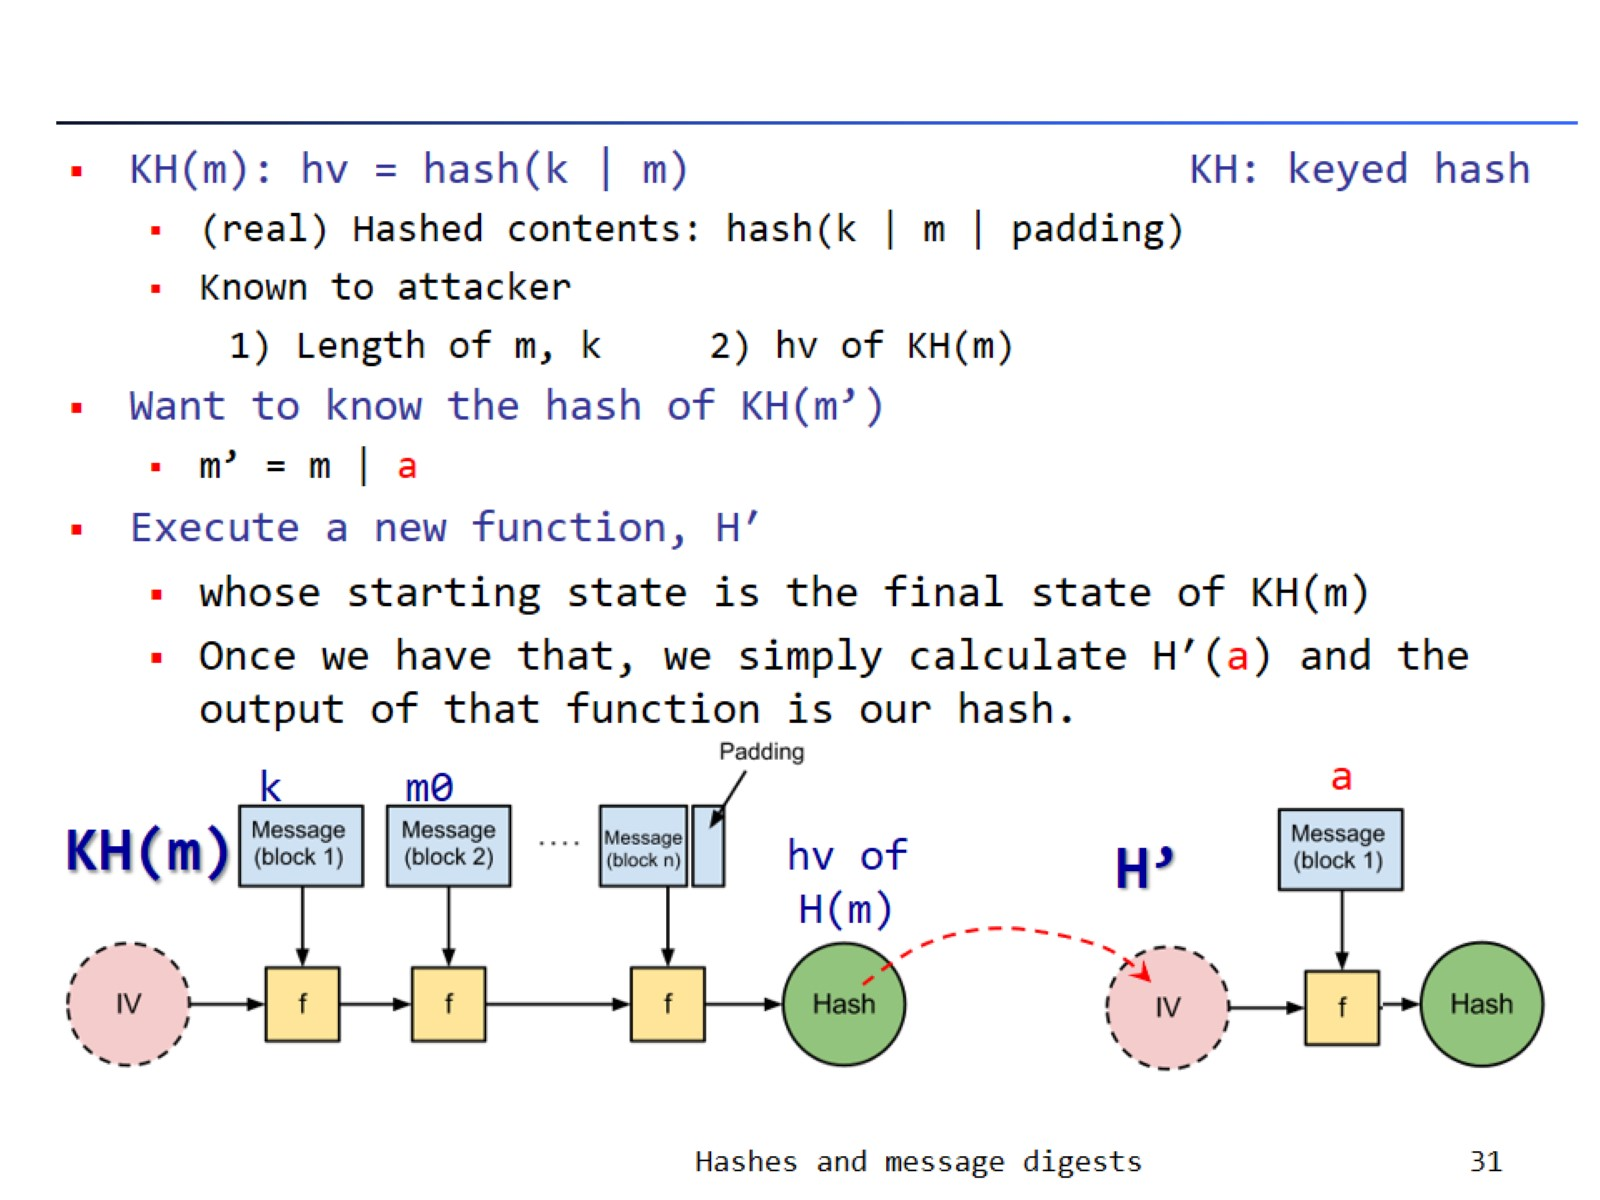 KH(m): hv = hash(k | m) KH: keyed hash
(real) Hashed contents: hash(k | m | padding)
Known to attacker
1) Length of m, k 2) hv of KH(m)
Want to know the hash of KH(m’)
m’ = m | a
Execute a new function, H′
whose starting state is the final state of KH(m)
Once we have that, we simply calculate H′(a) and the
output of that function is our hash.
Padding
k m0 a
KH(m) Message
(block 1)
Message
(block 2)
....
Message
(block n)
hv of
H(m)
H’
Message
(block 1)
IV f f f Hash IV f Hash
Hashes and message digests 31